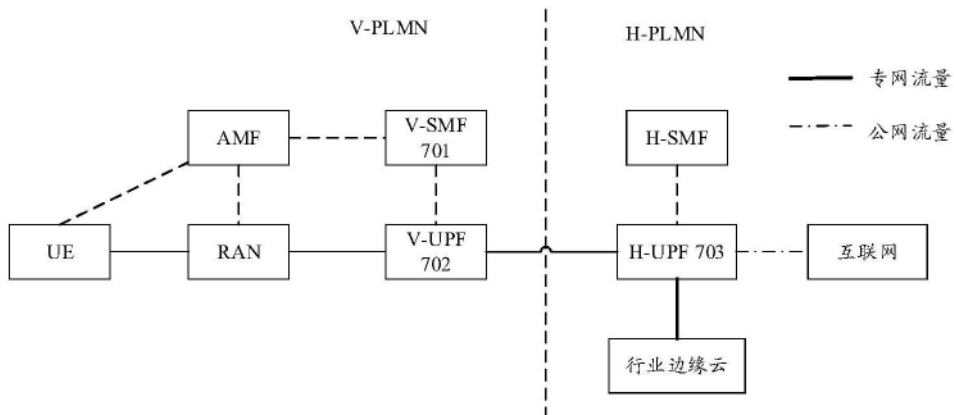 V-PLMN
H-PLMN
专网流量
公网流量
AMF
V-SMF
701
H-SMF
UE
RAN
V-UPF
702
H-UPF 703
互联网
行业边缘云